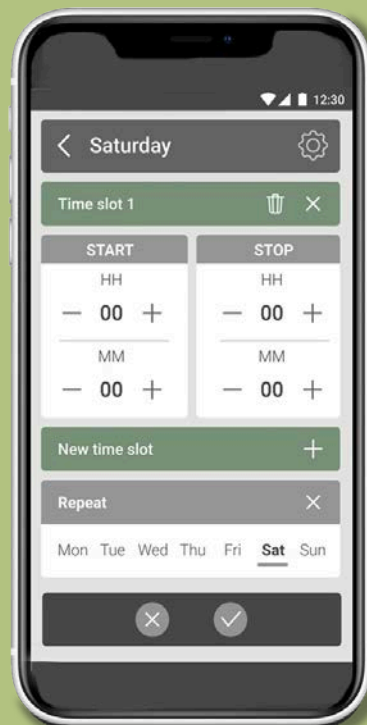 12:30
Saturday
Time slot 1
START STOP
HH HH
— 00 + — 00 +
MM MM
— 00 + — 00 +
New time slot +
Repeat
Mon Tue Wed Thu Fri Sat Sun